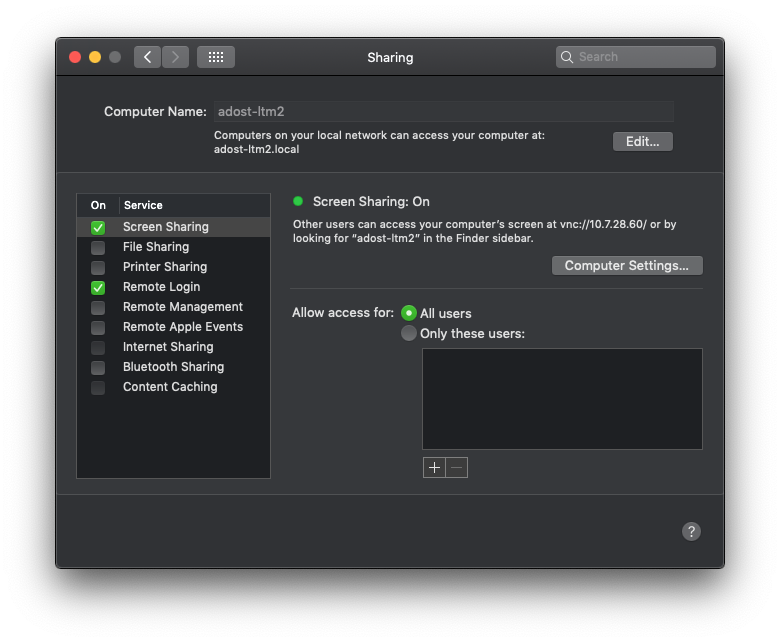 Sharing
Search
Computer Name: adost-ltm2
Computers on your local network can access your computer at:
adost-ltm2.local
Edit...
On Service
Screen Sharing
File Sharing
Printer Sharing
Remote Login
Remote Management
Remote Apple Events
Internet Sharing
Bluetooth Sharing
Content Caching
Screen Sharing: On
Other users can access your computer’s screen at vnc://10.7.28.60/ or by
looking for “adost-ltm2” in the Finder sidebar.
Computer Settings...
Allow access for: All users
Only these users:
+ −
?